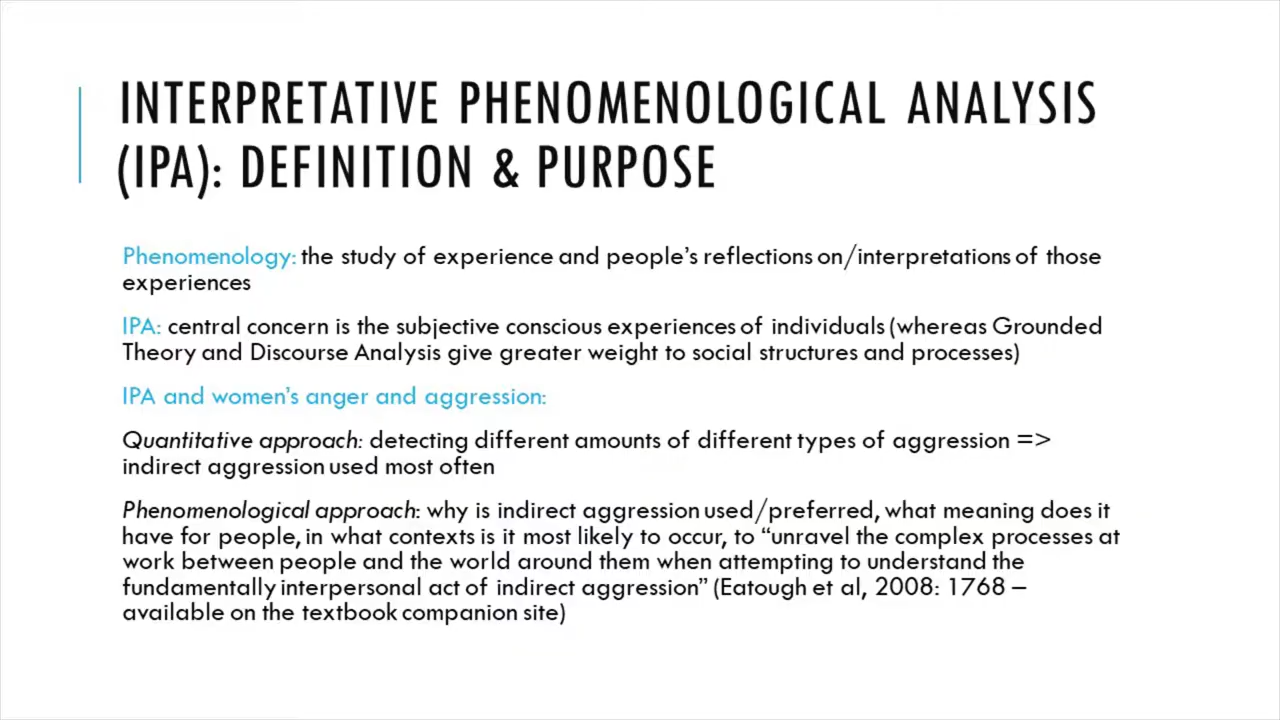 INTERPRETATIVE PHENOMENOLOGICAL ANALYSIS
(IPA): DEFINITION & PURPOSE
Phenomenology: the study of experience and people’s reflections on/interpretations of those
experiences
IPA: central concern is the subjective conscious experiences of individuals (whereas Grounded
Theory and Discourse Analysis give greater weight to social structures and processes)
IPA and women’s anger and aggression:
Quantitative approach: detecting different amounts of different types of aggression =>
indirect aggression used most often
Phenomenological approach: why is indirect aggression used/preferred, what meaning does it
have for people, in what contexts is it most likely to occur, to “unravel the complex processes at
work between people and the world around them when attempting to understand the
fundamentally interpersonal act of indirect aggression” (Eatough et al, 2008: 1768 –
available on the textbook companion site)